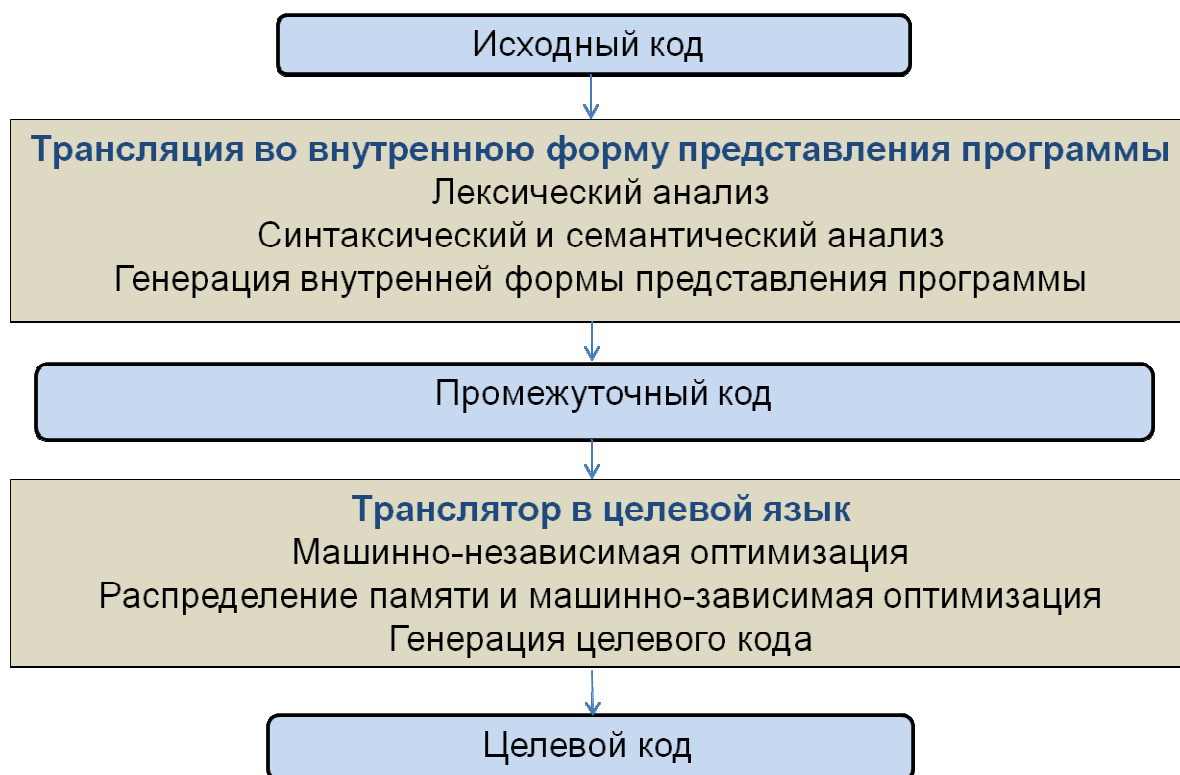 Исходный код
Трансляция во внутреннюю форму представления программы
Лексический анализ
Синтаксический и семантический анализ
Генерация внутренней формы представления программы
Промежуточный код
Транслятор в целевой язык
Машинно-независимая оптимизация
Распределение памяти и машинно-зависимая оптимизация
Генерация целевого кода
Целевой код